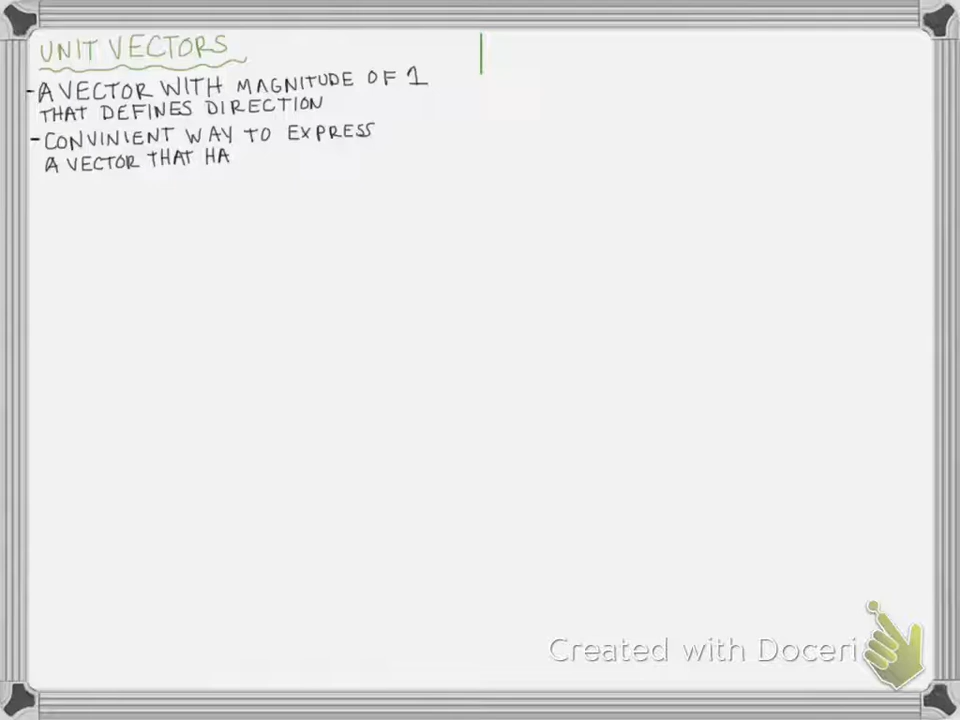 UNIT VECTORS
- A VECTOR WITH MAGNITUDE OF 1
THAT DEFINES DIRECTION
- CONVINIENT WAY TO EXPRESS
A VECTOR THAT HA
Created with Doceri